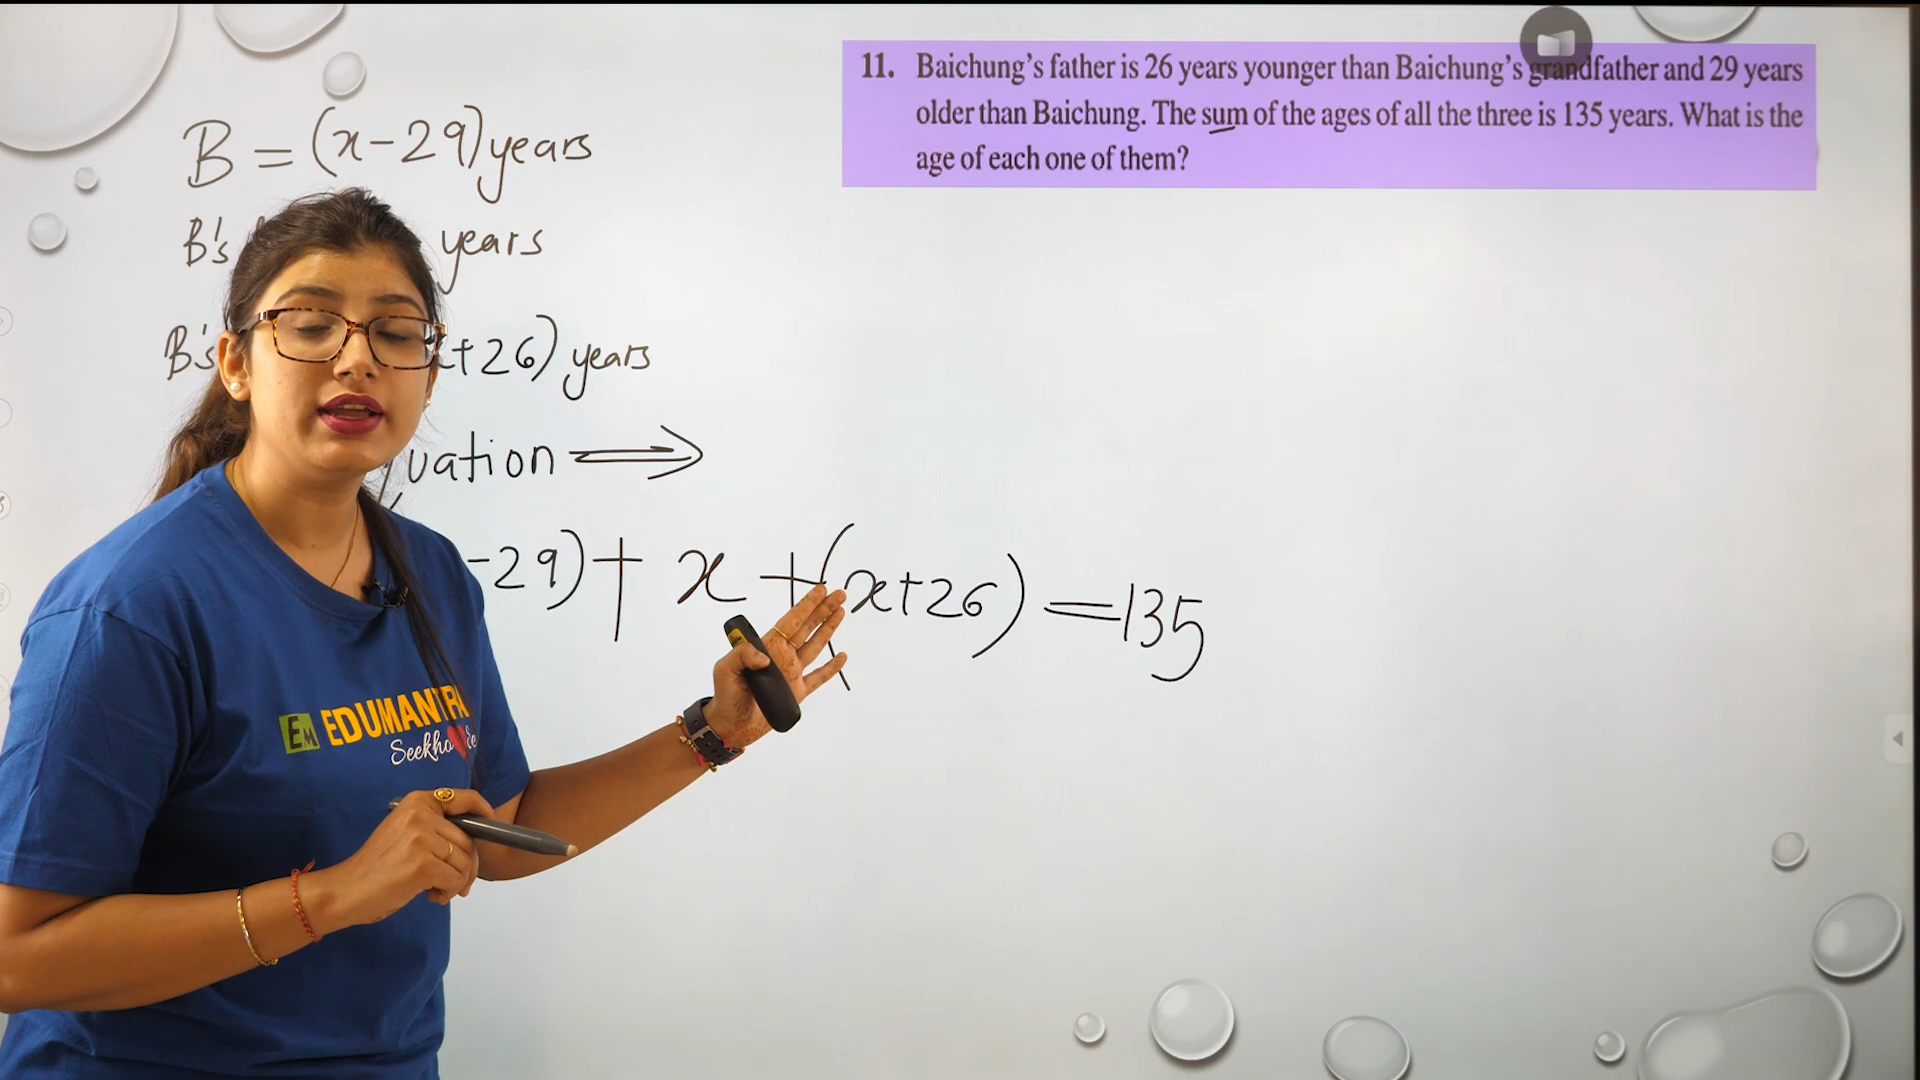 11. Baichung's father is 26 years younger than Baichung's grandfather and 29 years
older than Baichung. The sum of the ages of all the three is 135 years. What is the
age of each one of them?
B = (x-29) years
B's years
B's +26) years
uation ⟹
-29) + x + (x+26) = 135
EM EDUMANTRA
Seekho